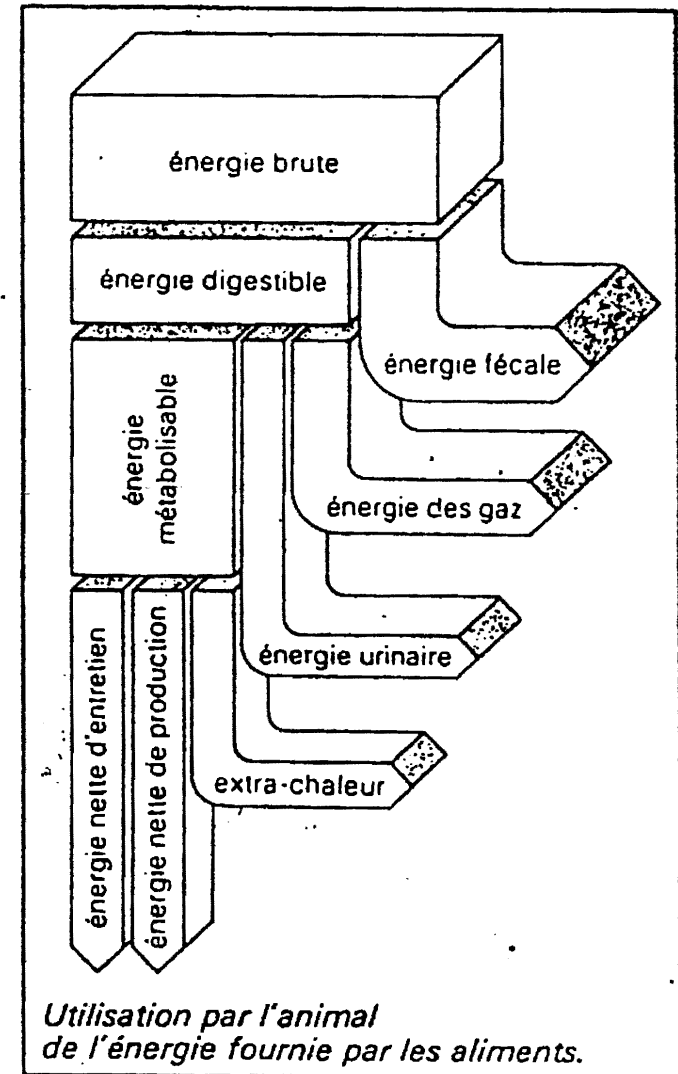 énergie brute
énergie digestible
énergie fécale
énergie
métabolisable
énergie des gaz
énergie urinaire
extra-chaleur
énergie nette d'entretien
énergie nette de production
Utilisation par l'animal
de l'énergie fournie par les aliments.